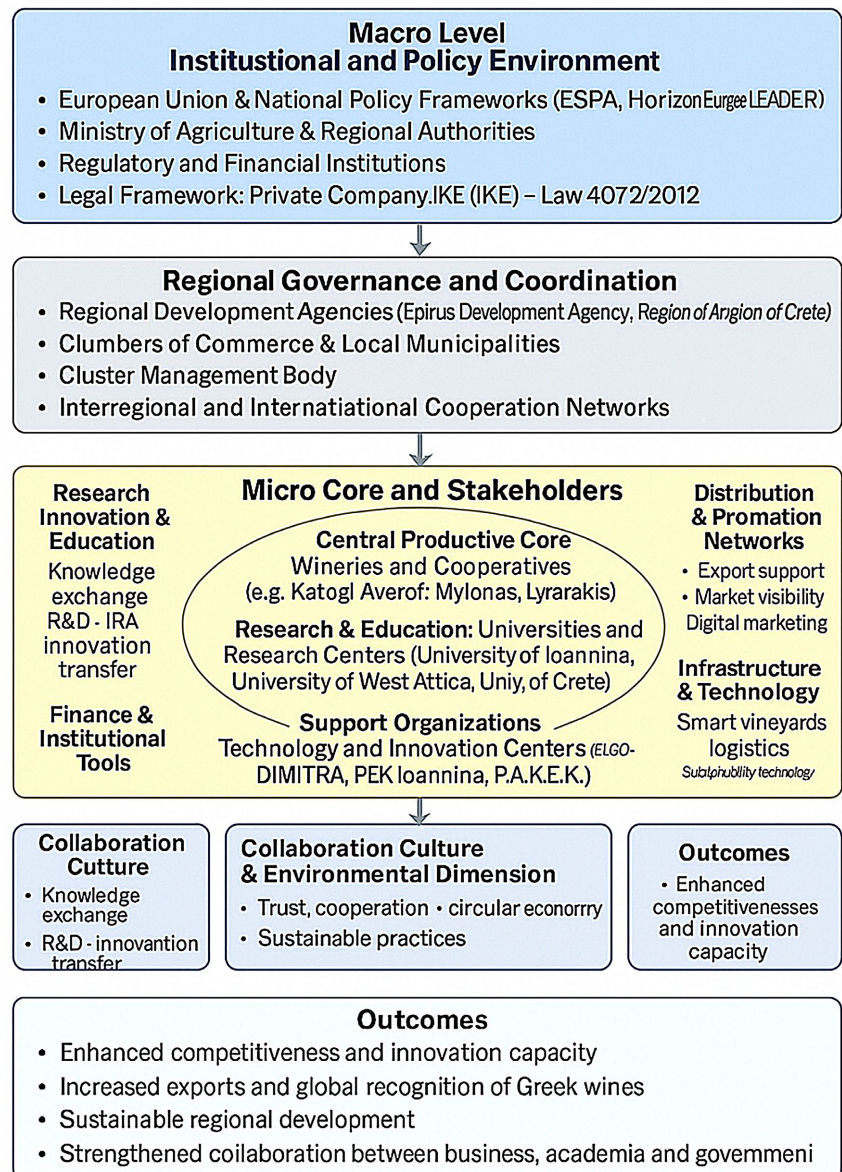 Macro Level
Institustional and Policy Environment
• European Union & National Policy Frameworks (ESPA, HorizonEurgee LEADER)
• Ministry of Agriculture & Regional Authorities
• Regulatory and Financial Institutions
• Legal Framework: Private Company.IKE (IKE) – Law 4072/2012
Regional Governance and Coordination
• Regional Development Agencies (Epirus Development Agency, Region of Arıgion of Crete)
• Clumbers of Commerce & Local Municipalities
• Cluster Management Body
• Interregional and Internatiational Cooperation Networks
Micro Core and Stakeholders
Research
Innovation &
Education
Knowledge
exchange
R&D - IRA
innovation
transfer
Finance &
Institutional
Tools
Central Productive Core
Wineries and Cooperatives
(e.g. Katogl Averof: Mylonas, Lyrarakis)
Research & Education: Universities and
Research Centers (University of Ioannina,
University of West Attica, Uniy, of Crete)
Support Organizations
Technology and Innovation Centers (ELGO-
DIMITRA, PEK Ioannina, P.A.K.E.K.)
Distribution
& Promation
Networks
• Export support
• Market visibility
Digital marketing
Infrastructure
& Technology
Smart vineyards
logistics
technology
Collaboration
Cutture
• Knowledge
exchange
• R&D - innovantion
transfer
Collaboration Culture
& Environmental Dimension
• Trust, cooperation • circular econorrry
• Sustainable practices
Outcomes
• Enhanced
competitivenesses
and innovation
capacity
Outcomes
• Enhanced competitiveness and innovation capacity
• Increased exports and global recognition of Greek wines
• Sustainable regional development
• Strengthened collaboration between business, academia and governmeni